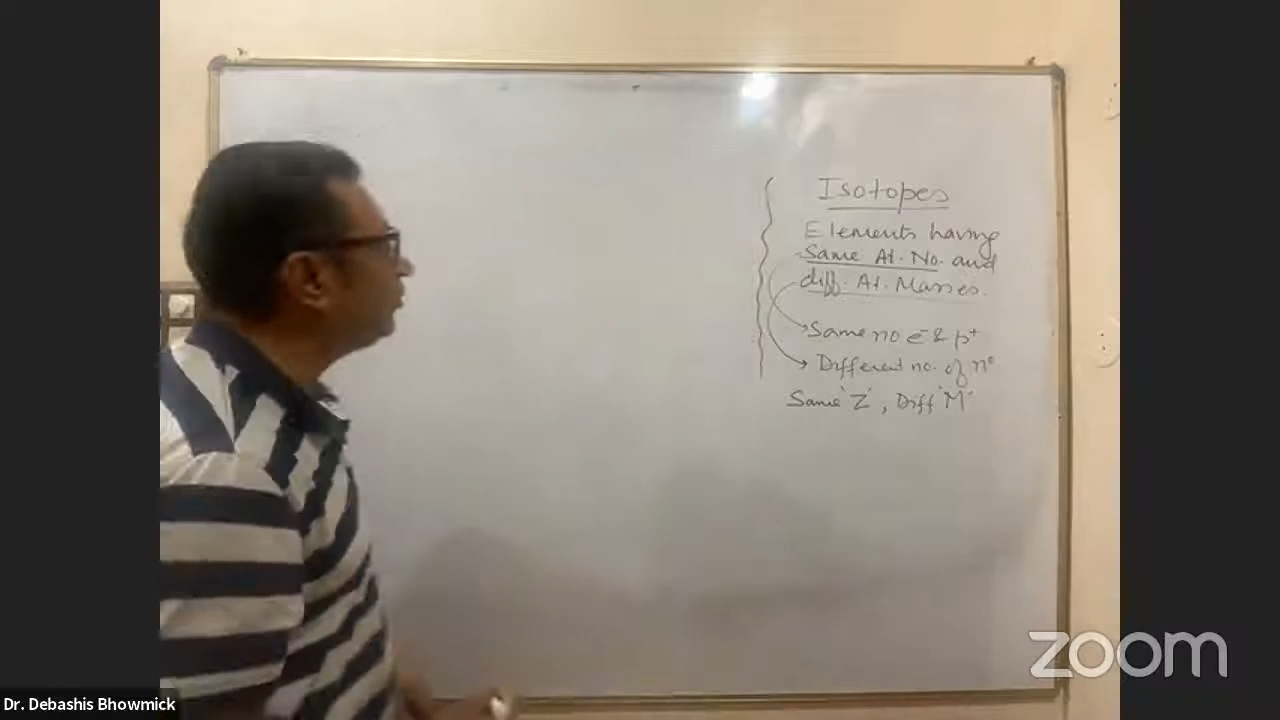 Isotopes
Elements having
Same At. No. and
diff. At. Masses.
Same no e- & p+
Different no. of n°
Same 'Z', Diff 'M'
zoom
Dr. Debashis Bhowmick